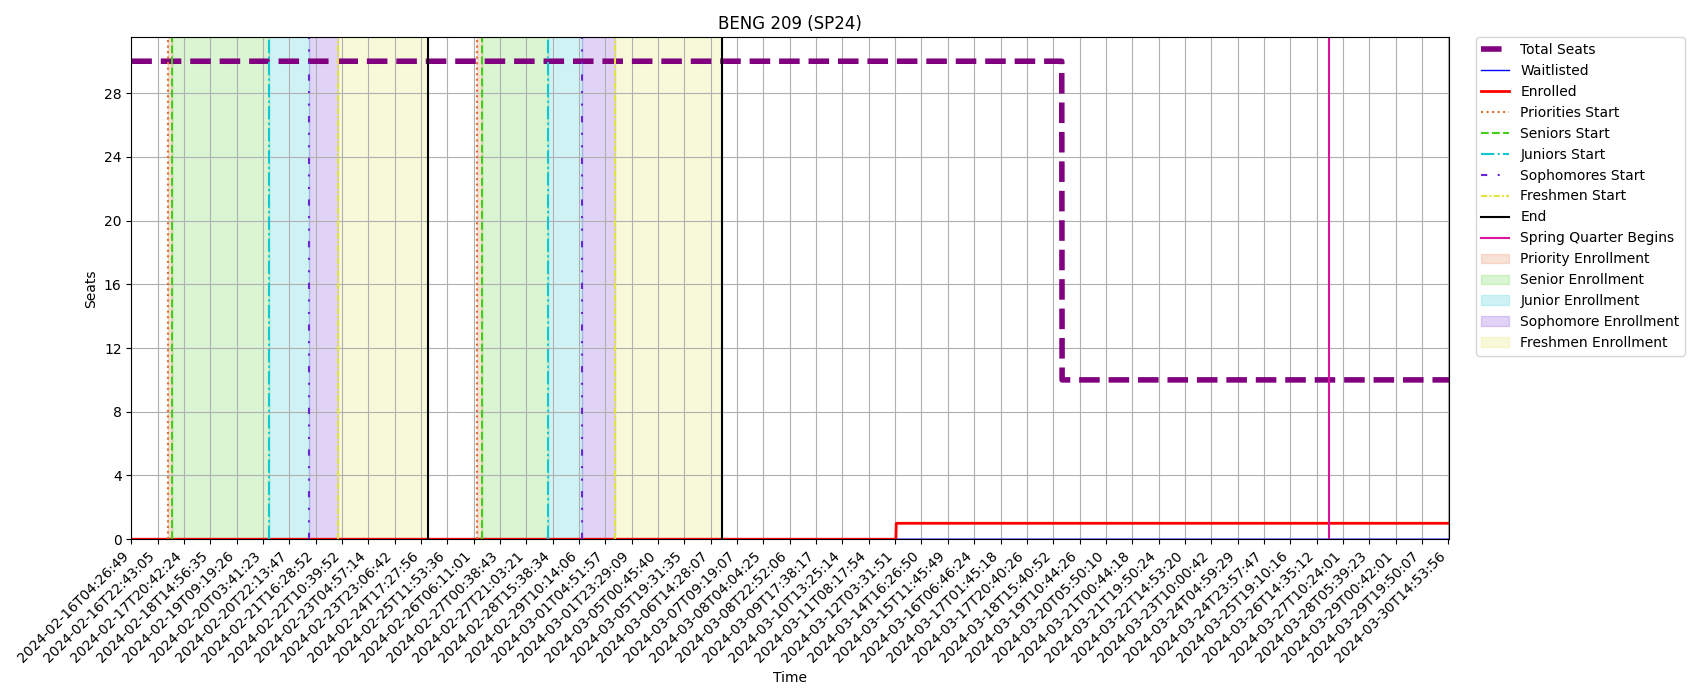 BENG 209 (SP24)
Total Seats
Waitlisted
Enrolled
Priorities Start
Seniors Start
Juniors Start
Sophomores Start
Freshmen Start
End
Spring Quarter Begins
Priority Enrollment
Senior Enrollment
Junior Enrollment
Sophomore Enrollment
Freshmen Enrollment
Seats
28
24
20
16
12
8
4
0
2024-02-16T04:26:49
2024-02-16T22:43:05
2024-02-17T20:42:24
2024-02-18T14:56:35
2024-02-19T09:19:26
2024-02-20T03:41:23
2024-02-20T22:13:47
2024-02-21T16:28:52
2024-02-22T10:39:52
2024-02-23T04:57:14
2024-02-23T23:06:42
2024-02-24T17:27:56
2024-02-25T11:53:36
2024-02-26T06:11:01
2024-02-27T00:38:43
2024-02-27T21:03:21
2024-02-28T15:38:34
2024-02-29T10:14:06
2024-03-01T04:51:57
2024-03-01T23:29:09
2024-03-05T00:45:40
2024-03-05T19:31:35
2024-03-06T14:28:07
2024-03-07T09:19:07
2024-03-08T04:04:25
2024-03-08T22:52:06
2024-03-09T17:38:17
2024-03-10T13:25:14
2024-03-11T08:17:54
2024-03-12T03:31:51
2024-03-14T16:26:50
2024-03-15T11:45:49
2024-03-16T06:46:24
2024-03-17T01:45:18
2024-03-17T20:40:26
2024-03-18T15:40:52
2024-03-19T10:44:26
2024-03-20T05:50:10
2024-03-21T00:44:18
2024-03-21T19:50:24
2024-03-22T14:53:20
2024-03-23T10:00:42
2024-03-24T04:59:29
2024-03-24T23:57:47
2024-03-25T19:10:16
2024-03-26T14:35:12
2024-03-27T10:24:01
2024-03-28T05:39:23
2024-03-29T00:42:01
2024-03-29T19:50:07
2024-03-30T14:53:56
Time